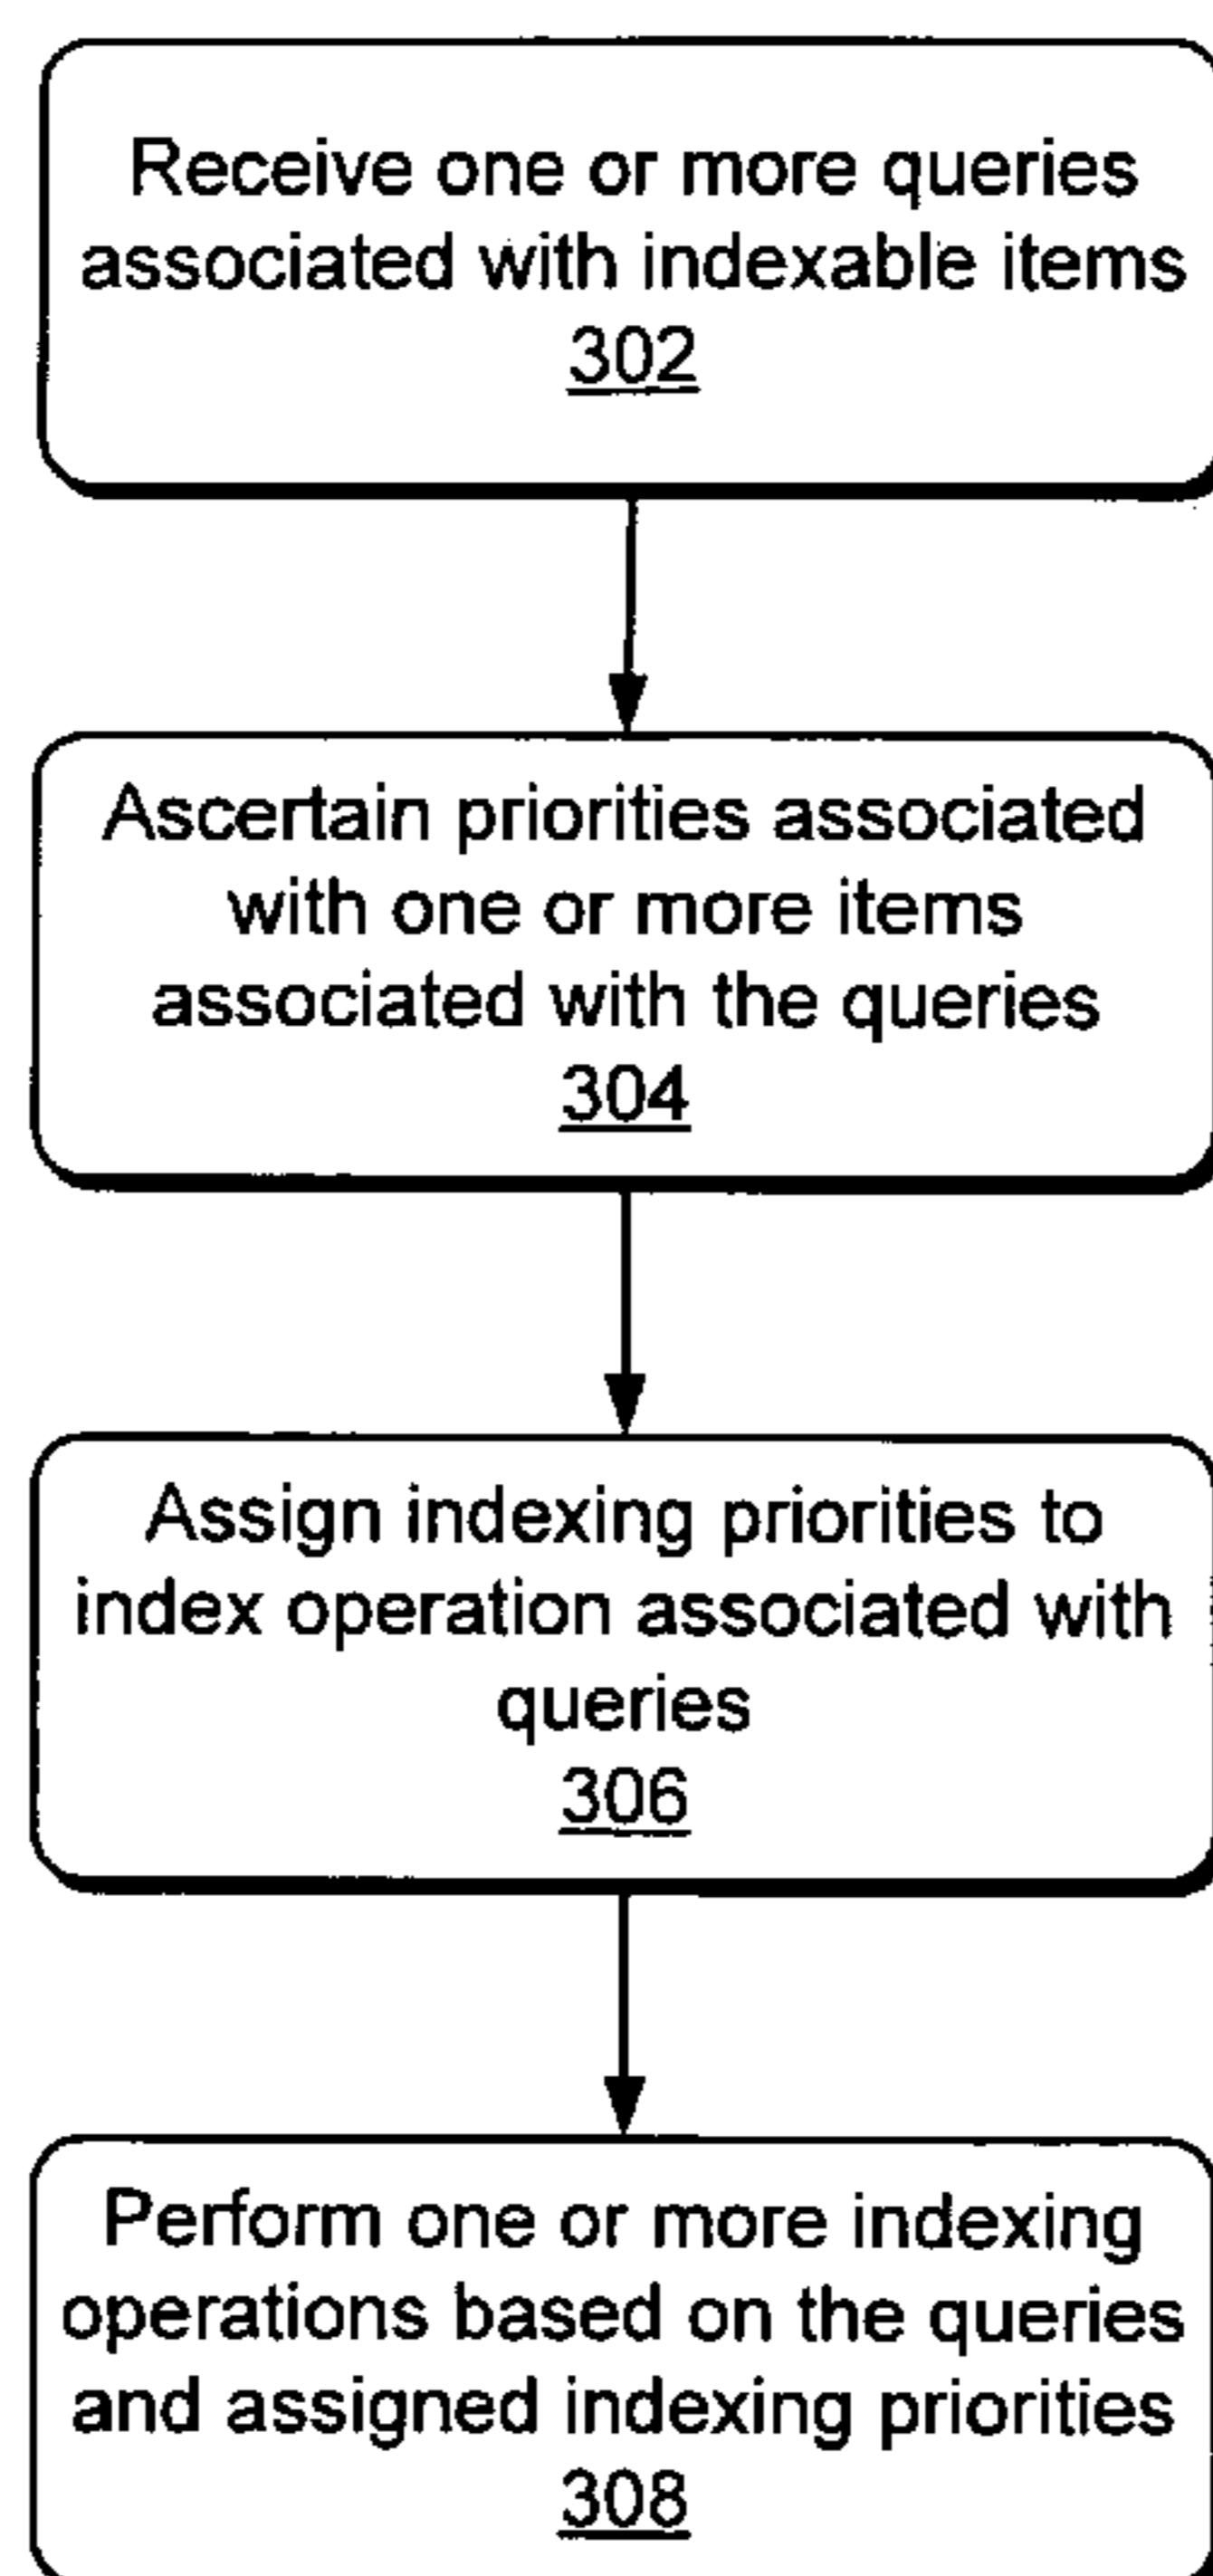 Receive one or more queries
associated with indexable items
302
Ascertain priorities associated
with one or more items
associated with the queries
304
Assign indexing priorities to
index operation associated with
queries
306
Perform one or more indexing
operations based on the queries
and assigned indexing priorities
308